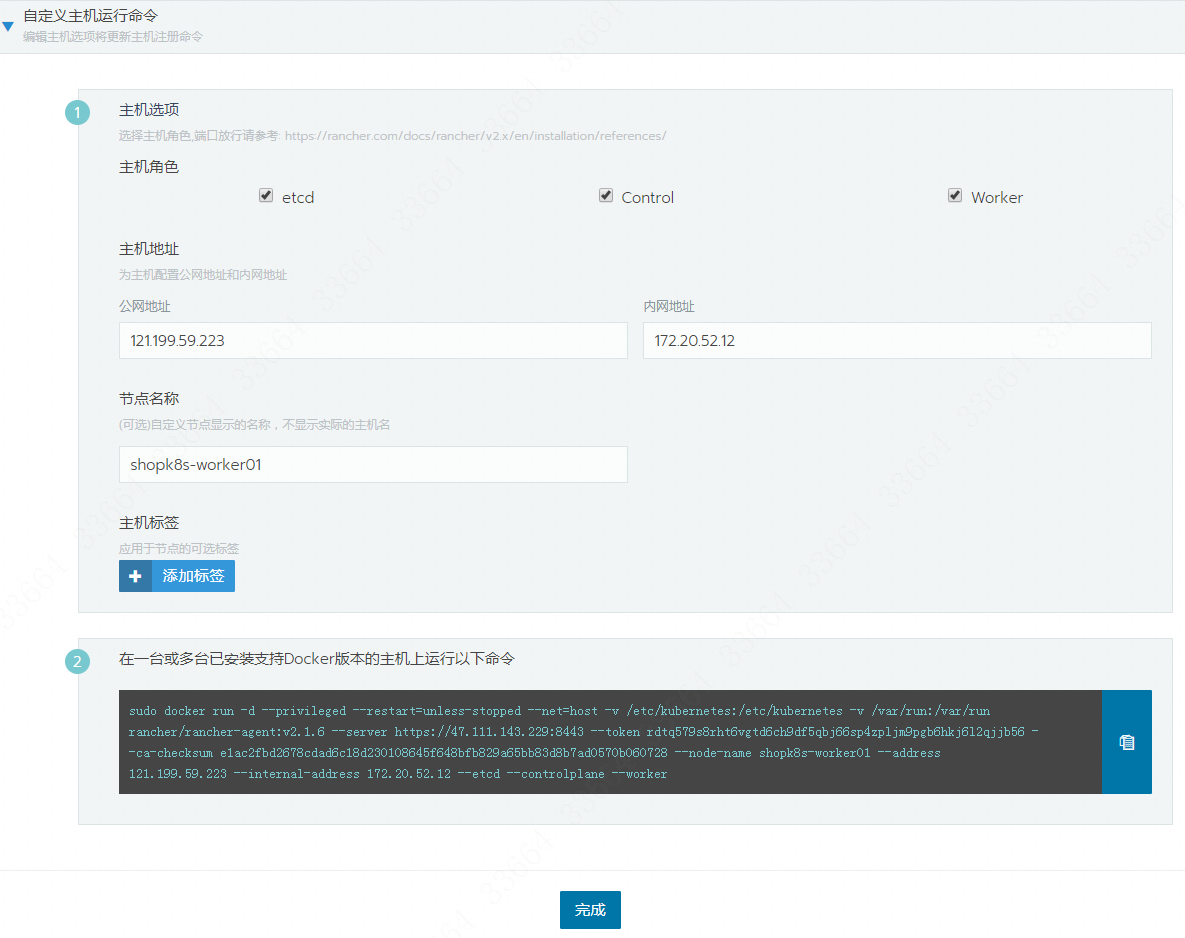 自定义主机运行命令
编辑主机选项将更新主机注册命令
1
主机选项
选择主机角色,端口放行请参考: https://rancher.com/docs/rancher/v2.x/en/installation/references/
主机角色
etcd Control Worker
主机地址
为主机配置公网地址和内网地址
公网地址 内网地址
121.199.59.223 172.20.52.12
节点名称
(可选)自定义节点显示的名称，不显示实际的主机名
shopk8s-worker01
主机标签
应用于节点的可选标签
+ 添加标签
2
在一台或多台已安装支持Docker版本的主机上运行以下命令
sudo docker run -d --privileged --restart=unless-stopped --net=host -v /etc/kubernetes:/etc/kubernetes -v /var/run:/var/run
rancher/rancher-agent:v2.1.6 --server https://47.111.143.229:8443 --token rdtq579s8rht6vgtd6ch9df5qbj66sp4zpljm9pgb6hkj6l2qjjb56 -
-ca-checksum e1ac2fbd2678cdad6c18d230108645f648bfb829a65bb83d8b7ad0570b060728 --node-name shopk8s-worker01 --address
121.199.59.223 --internal-address 172.20.52.12 --etcd --controlplane --worker
完成
33664